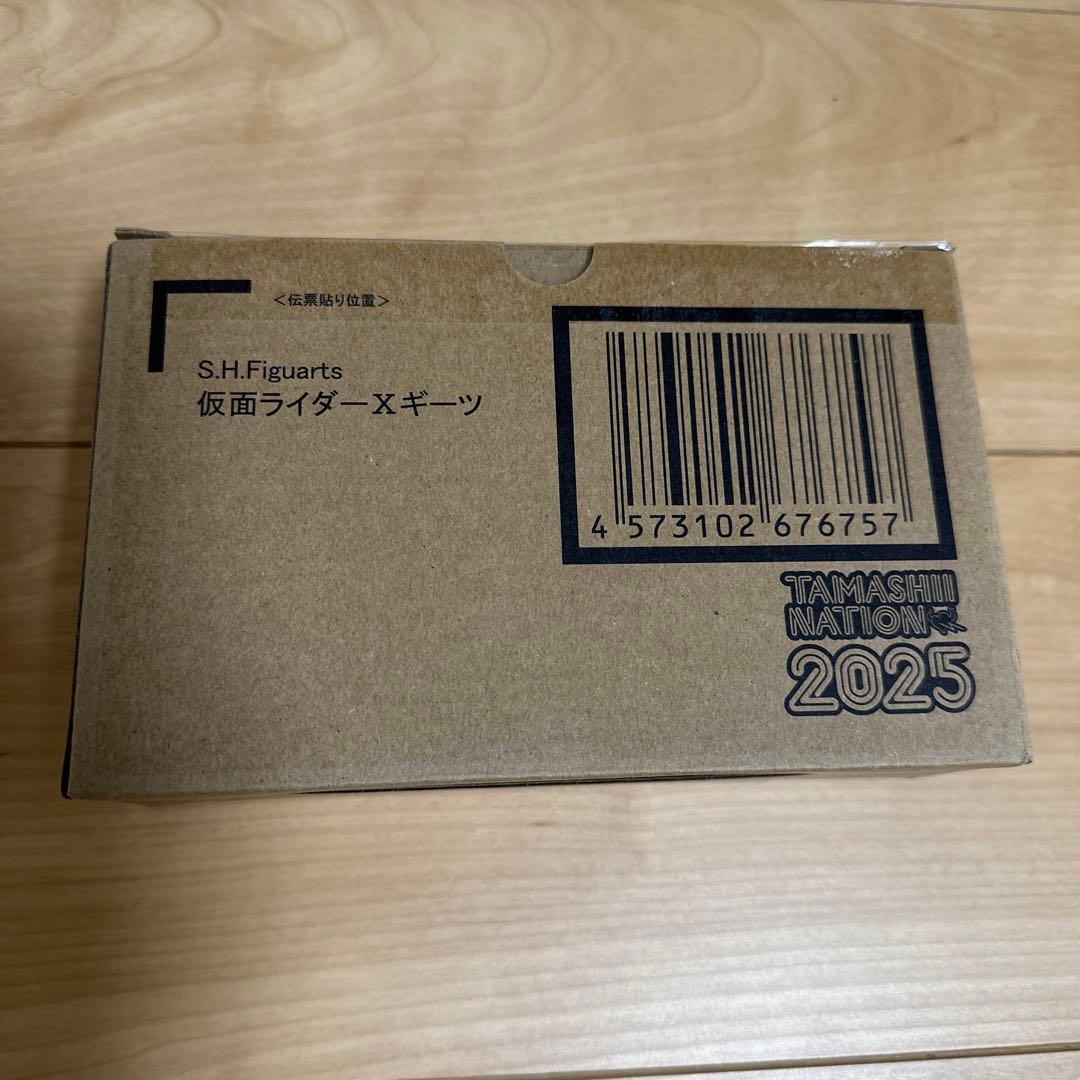 <伝票貼り位置>
S.H.Figuarts
仮面ライダーXギーツ
4 573102 676757
TAMASHII
NATION
2025